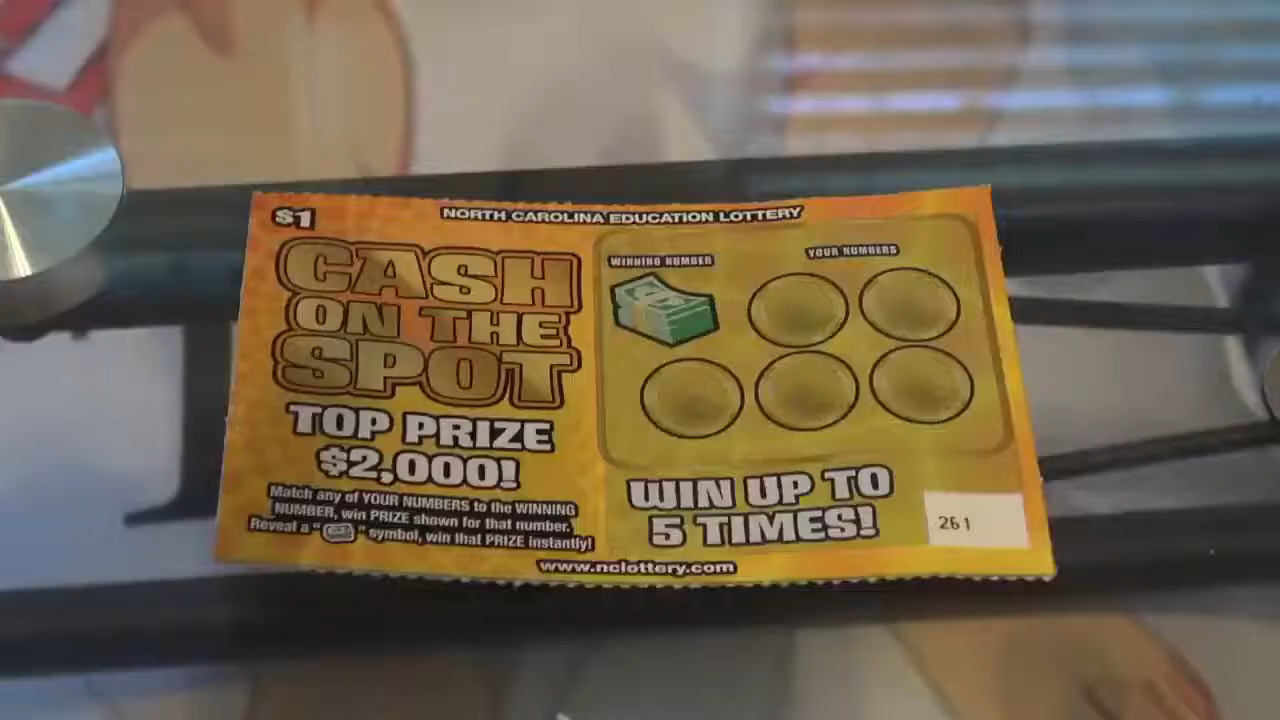 $1
NORTH CAROLINA EDUCATION LOTTERY
CASH
ON THE
SPOT
TOP PRIZE
$2,000!
Match any of YOUR NUMBERS to the WINNING
NUMBER, win PRIZE shown for that number.
Reveal a " " symbol, win that PRIZE instantly!
WINNING NUMBER
YOUR NUMBERS
WIN UP TO
5 TIMES!
261
www.nclottery.com